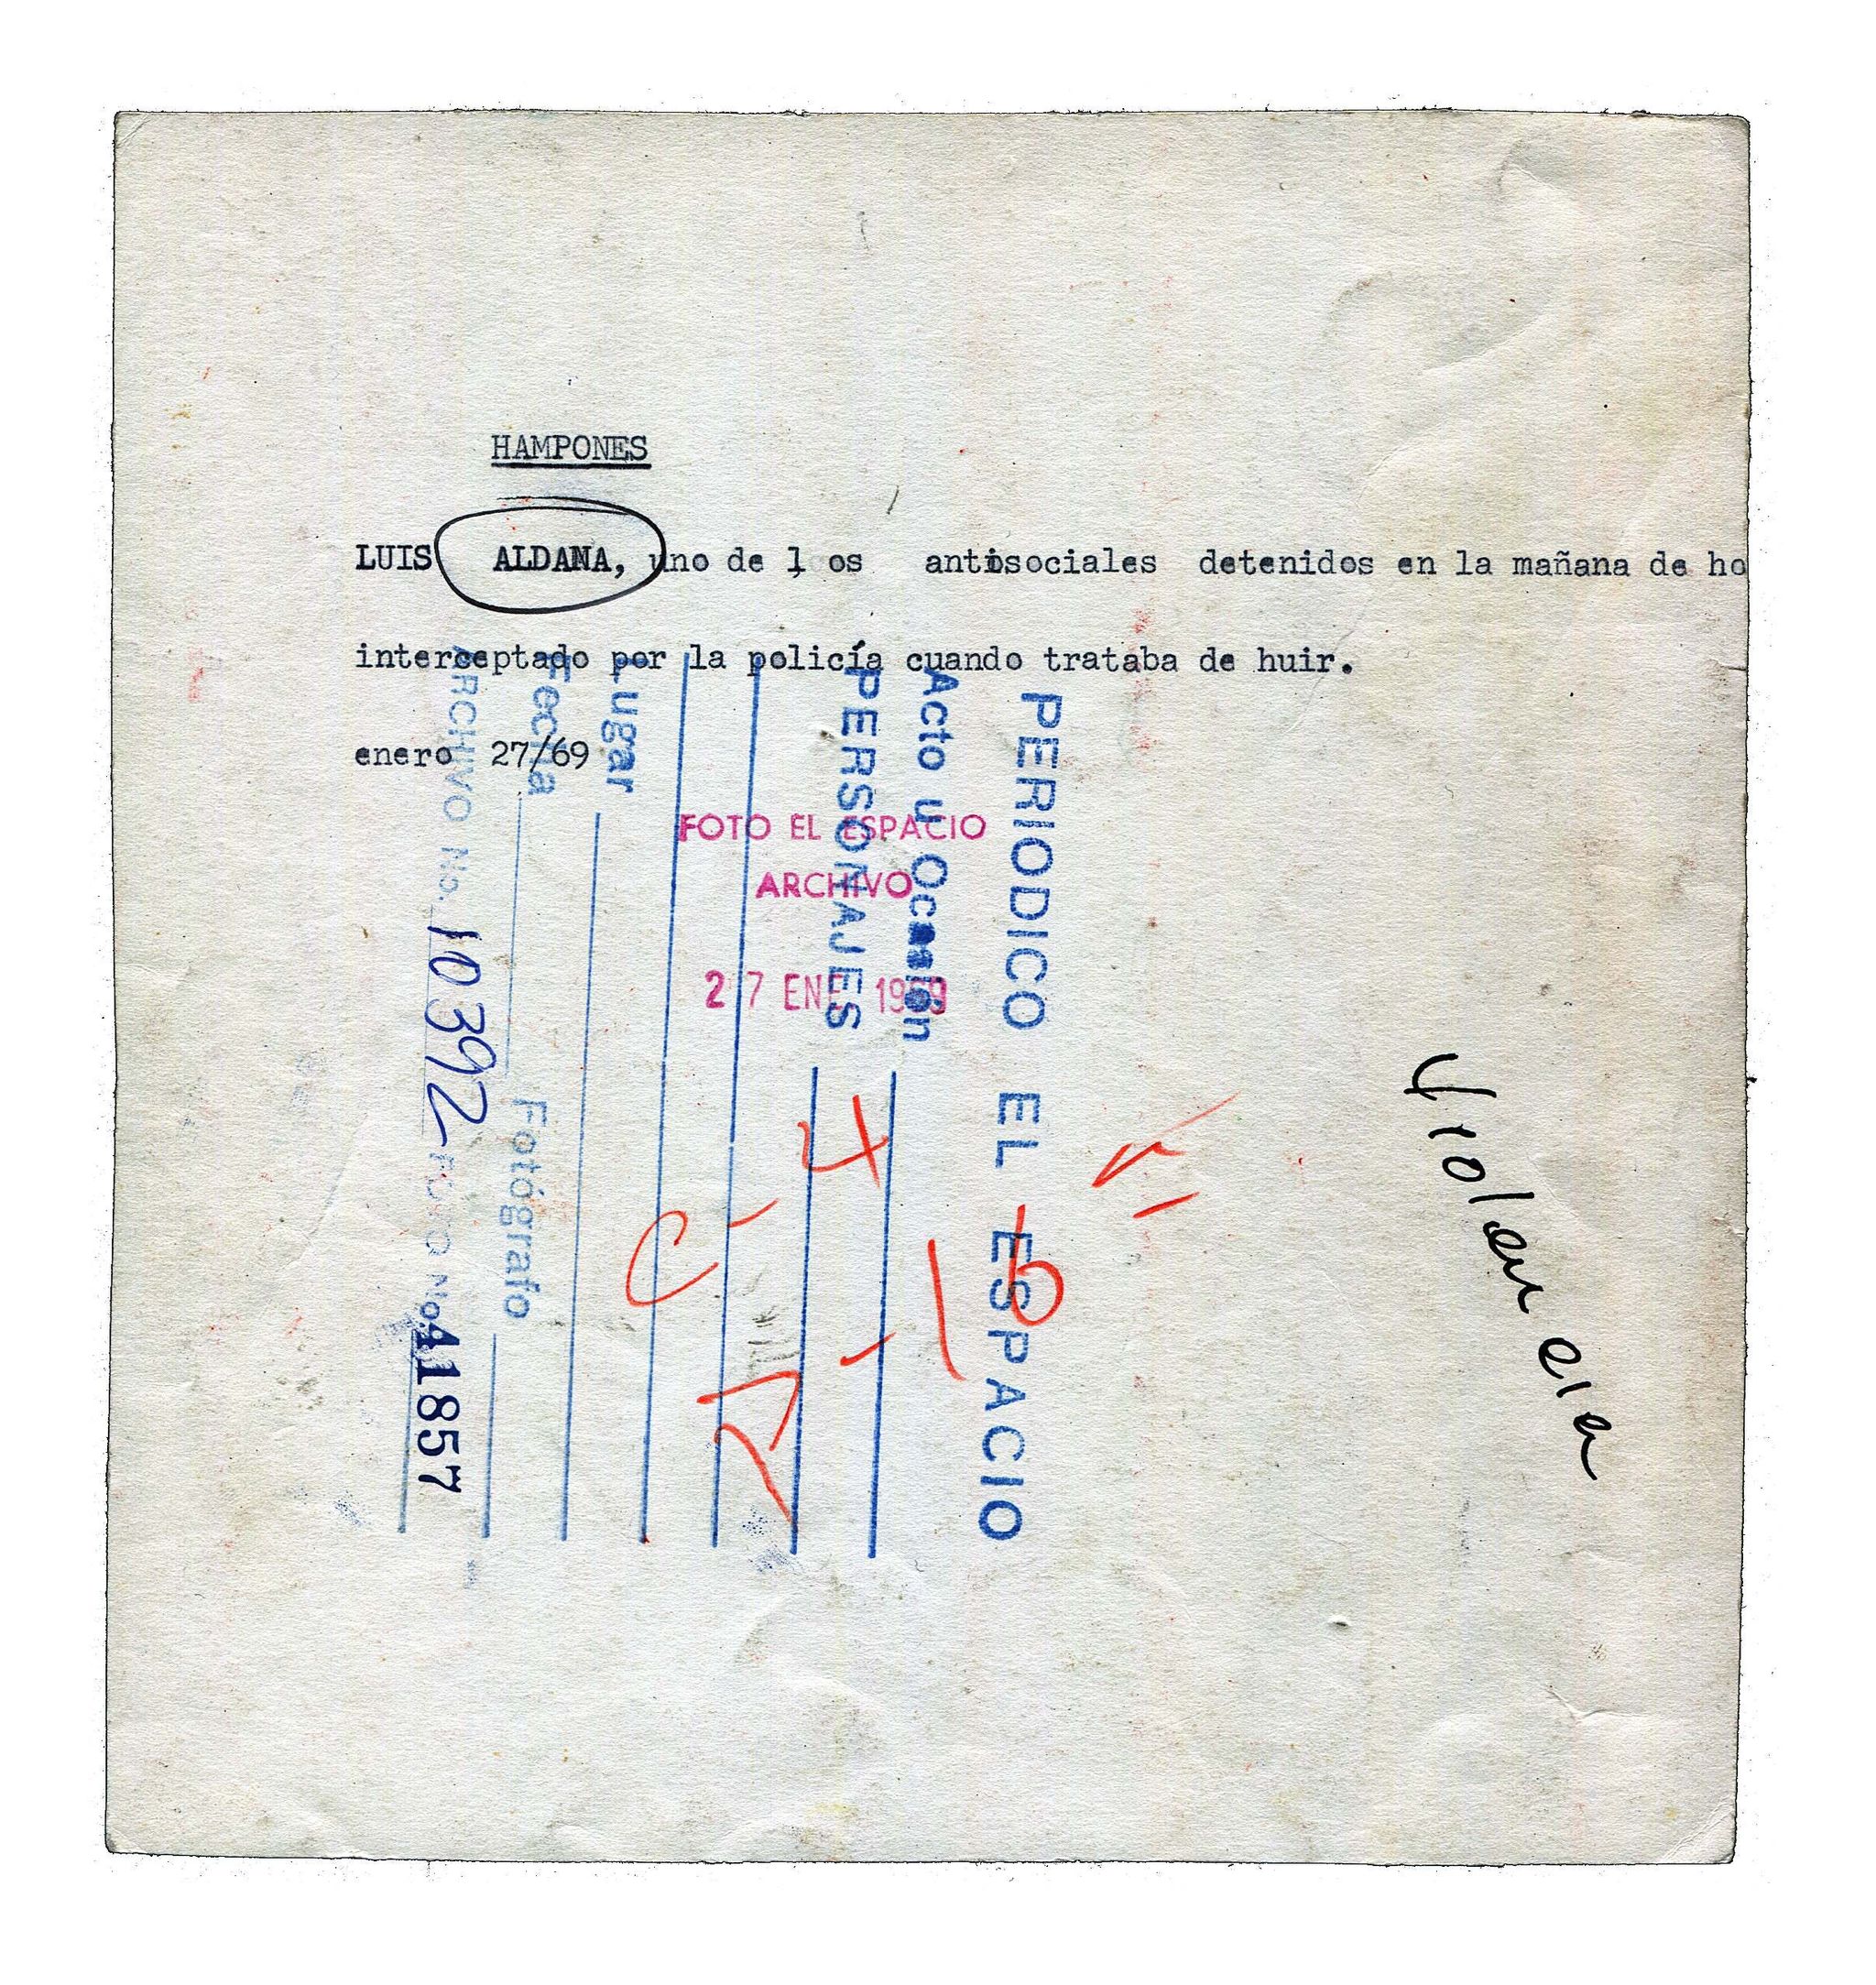 HAMPONES
LUIS ALDANA, uno de l os antisociales detenidos en la mañana de ho
interceptado por la policía cuando trataba de huir.
enero 27/69
FOTO EL ESPACIO
ARCHIVO
27 ENE 1969
PERIODICO EL ESPACIO
Acto u Ocasión
PERSONAJES
Lugar
Fecha Fotógrafo
ARCHIVO No. 10392 FOTO No. 41857
Violencia